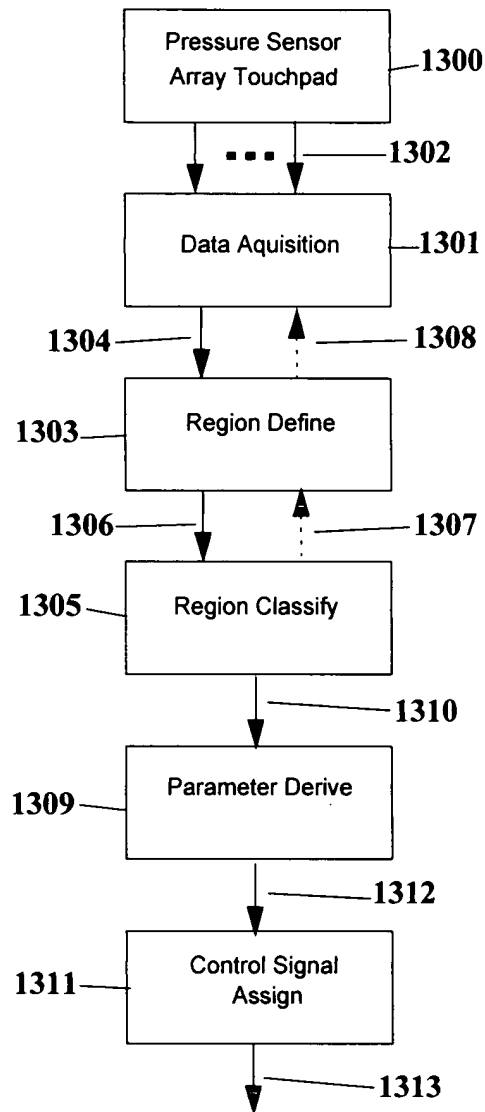 Pressure Sensor
Array Touchpad
1300
1302
Data Aquisition
1301
1304
1308
1303
Region Define
1306
1307
1305
Region Classify
1310
1309
Parameter Derive
1312
1311
Control Signal
Assign
1313